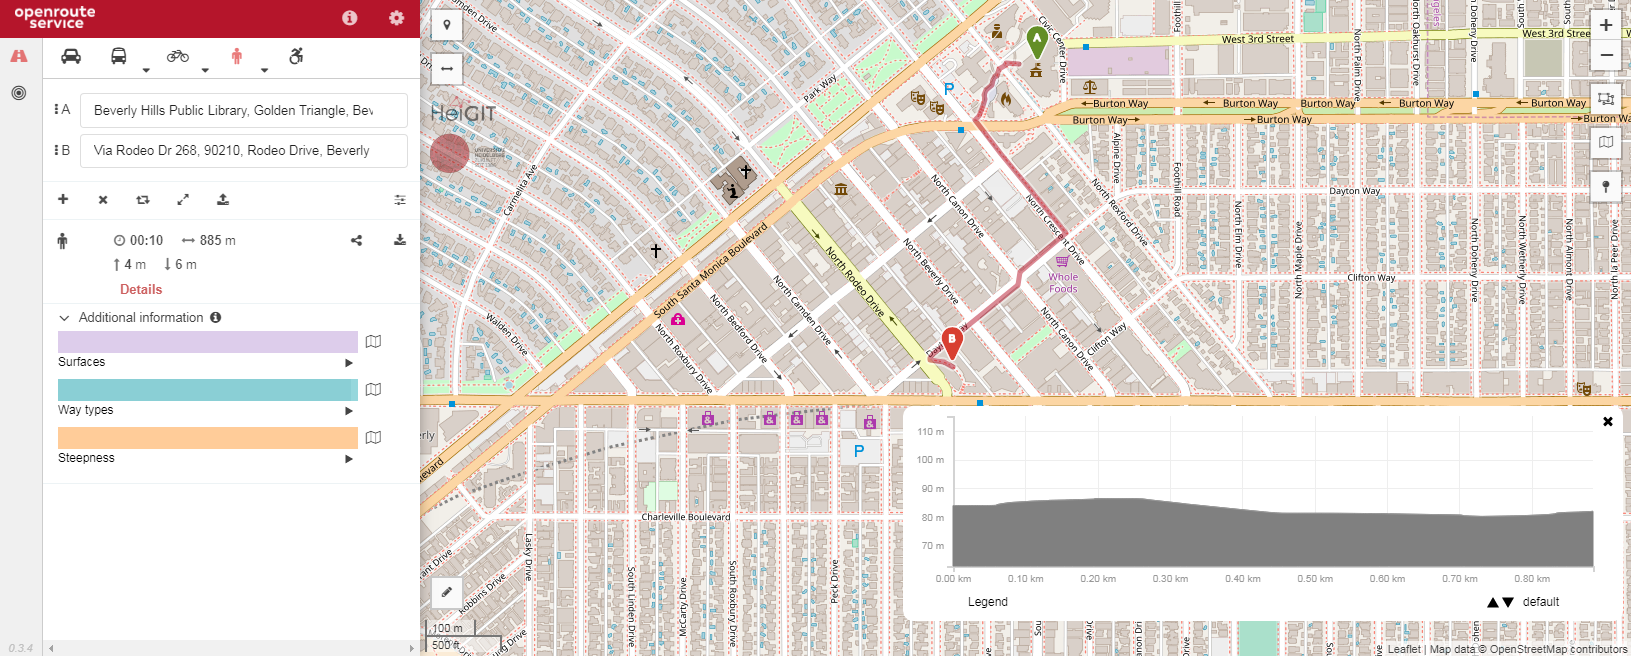 openroute
service
A
Beverly Hills Public Library, Golden Triangle, Bev
B
Via Rodeo Dr 268, 90210, Rodeo Drive, Beverly
00:10
885 m
4 m
6 m
Details
Additional information
Surfaces
Way types
Steepness
0.3.4
HeiGIT
A
B
Civic Center Drive
West 3rd Street
West 3rd Street
Park Way
Burton Way
Burton Way
Burton Way
Burton Way
Burton Way
Burton Way
Burton Way
Burton Way
Carmelita Ave
Alpine Drive
Foothill Road
North Palm Drive
North Oakhurst Drive
North Doheny Drive
Dayton Way
North Canon Drive
North Crescent Drive
North Rexford Drive
North Elm Drive
North Maple Drive
North Wetherly Drive
North Almont Drive
North la Peer Drive
South Santa Monica Boulevard
North Rodeo Drive
North Beverly Drive
Whole
Foods
Clifton Way
North Camden Drive
North Bedford Drive
North Roxbury Drive
Walden Drive
North Canon Drive
Clifton Way
P
P
Charleville Boulevard
Lasky Drive
Robbins Drive
South Linden Drive
McCarty Drive
South Roxbury Drive
Peck Drive
100 m
500 ft
110 m
100 m
90 m
80 m
70 m
0.00 km
0.10 km
0.20 km
0.30 km
0.40 km
0.50 km
0.60 km
0.70 km
0.80 km
Legend
default
Leaflet | Map data © OpenStreetMap contributors